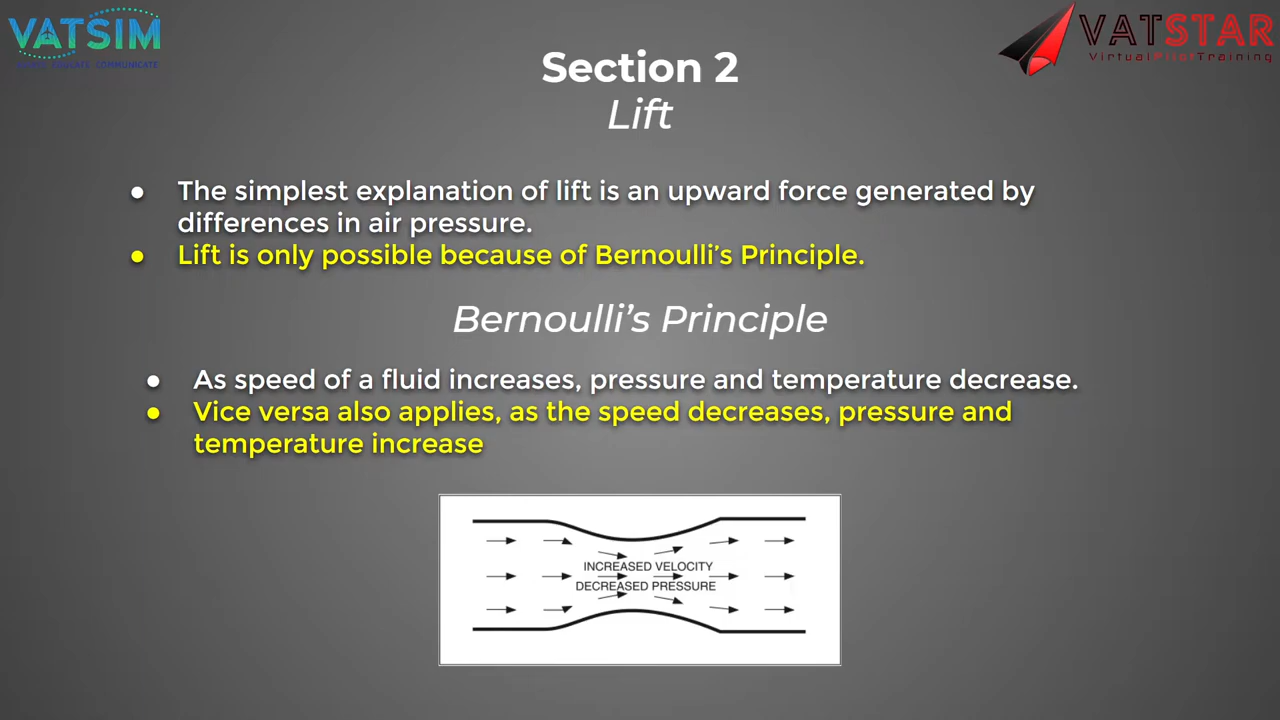 VATSIM
COMMUNICATE
VATSTAR
VirtualPilotTraining
Section 2
Lift
● The simplest explanation of lift is an upward force generated by
differences in air pressure.
● Lift is only possible because of Bernoulli’s Principle.
Bernoulli’s Principle
● As speed of a fluid increases, pressure and temperature decrease.
● Vice versa also applies, as the speed decreases, pressure and
temperature increase
INCREASED VELOCITY
DECREASED PRESSURE